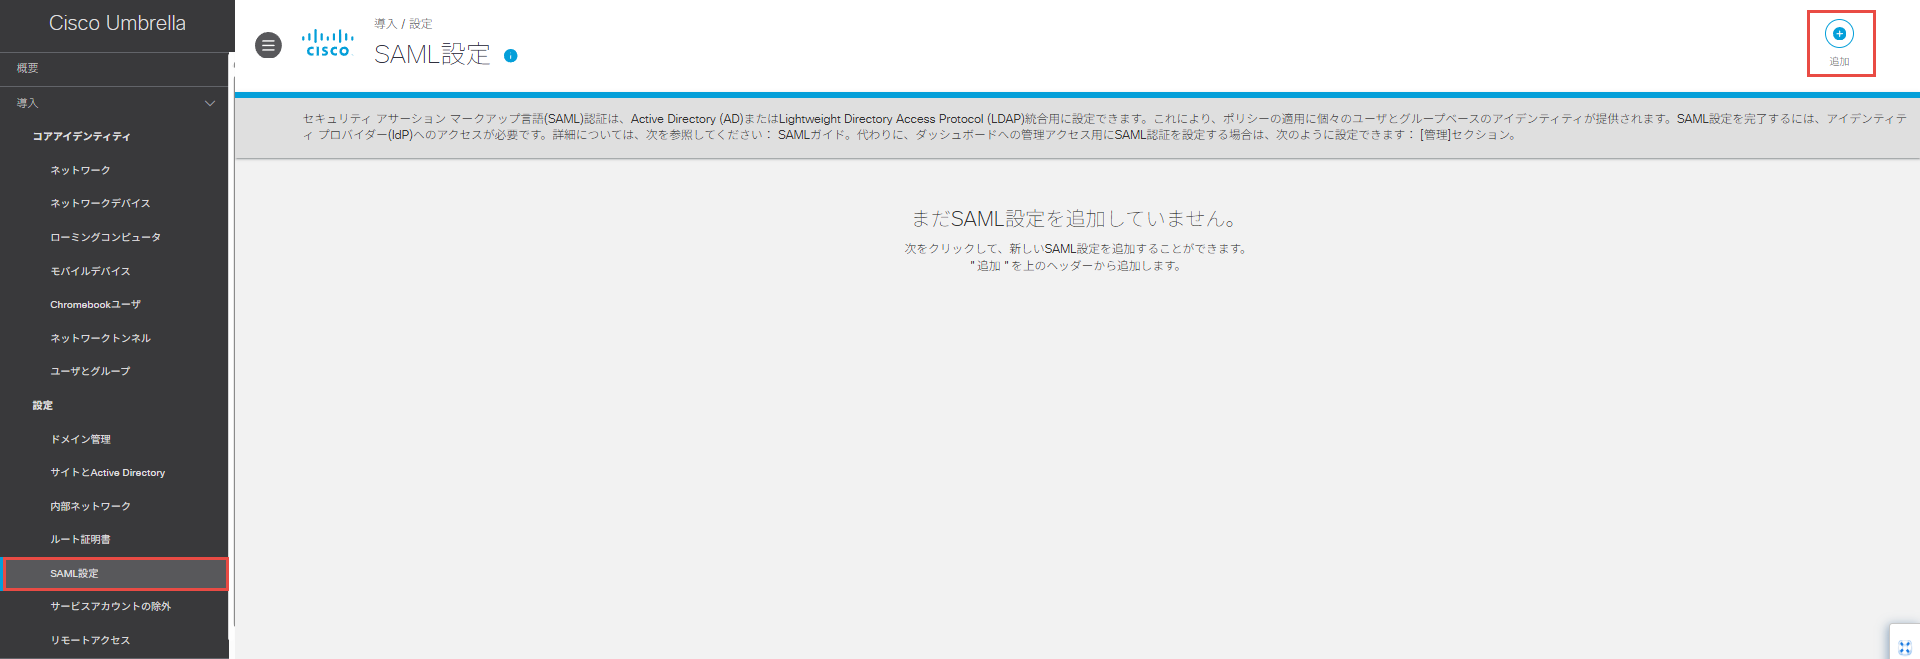 Cisco Umbrella
概要
導入
コアアイデンティティ
ネットワーク
ネットワークデバイス
ローミングコンピュータ
モバイルデバイス
Chromebookユーザ
ネットワークトンネル
ユーザとグループ
設定
ドメイン管理
サイトとActive Directory
内部ネットワーク
ルート証明書
SAML設定
サービスアカウントの除外
リモートアクセス
CISCO
導入 / 設定
SAML設定
追加
セキュリティ アサーション マークアップ言語(SAML)認証は、Active Directory (AD)またはLightweight Directory Access Protocol (LDAP)統合用に設定できます。これにより、ポリシーの適用に個々のユーザとグループベースのアイデンティティが提供されます。SAML設定を完了するには、アイデンティテ
ィ プロバイダー(IdP)へのアクセスが必要です。詳細については、次を参照してください： SAMLガイド。代わりに、ダッシュボードへの管理アクセス用にSAML認証を設定する場合は、次のように設定できます： [管理]セクション。
まだSAML設定を追加していません。
次をクリックして、新しいSAML設定を追加することができます。
" 追加 " を上のヘッダーから追加します。